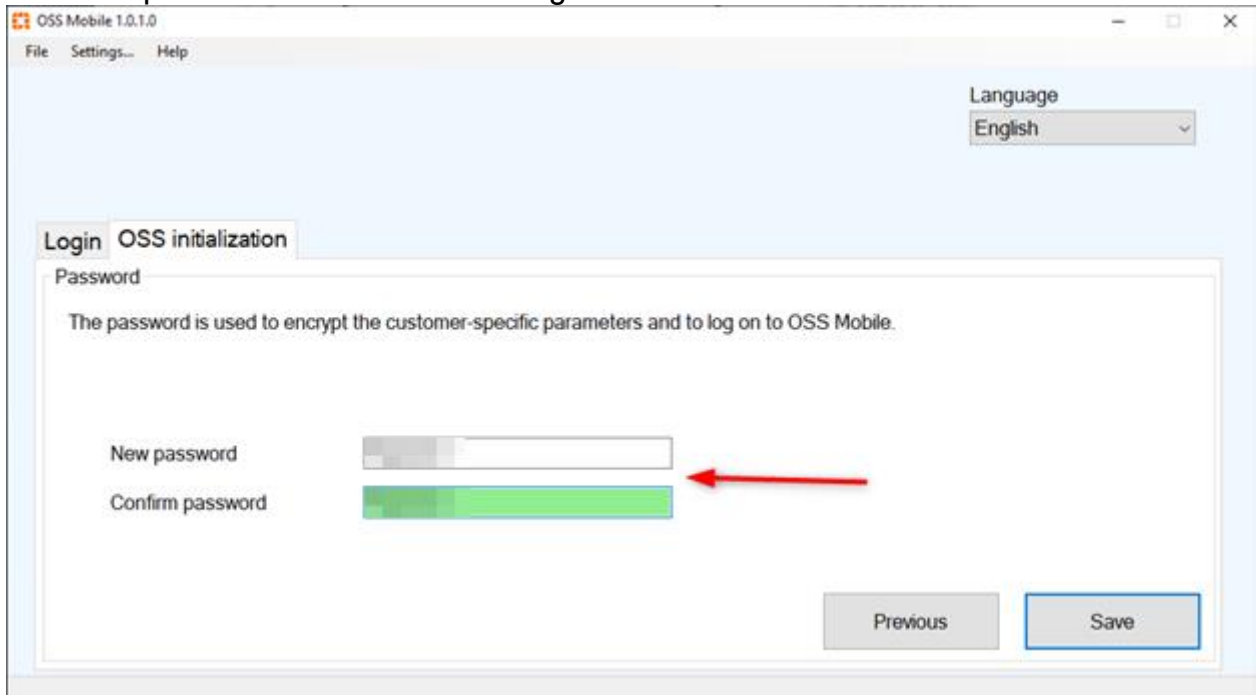 OSS Mobile 1.0.1.0
File Settings... Help
Language
English
Login OSS initialization
Password
The password is used to encrypt the customer-specific parameters and to log on to OSS Mobile.
New password
Confirm password
Previous Save